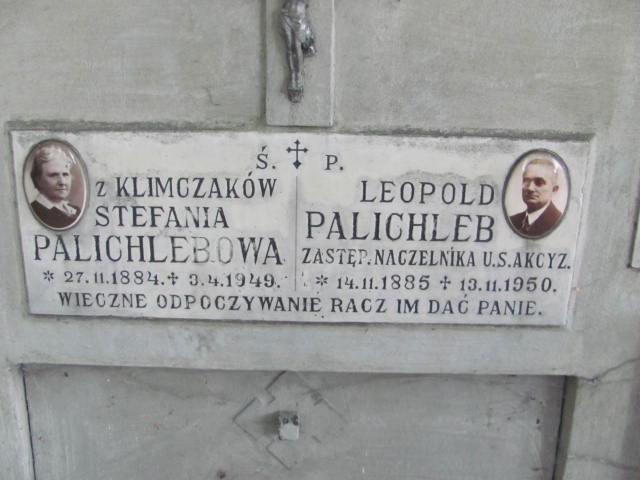 Ś. ✝ P.
z KLIMCZAKÓW
STEFANIA
PALICHLEBOWA
* 27.11.1884. ✝ 3.4.1949.
LEOPOLD
PALICHLEB
ZASTĘP. NACZELNIKA U.S.AKCYZ.
* 14.11.1885 ✝ 13.11.1950.
WIECZNE ODPOCZYWANIE RACZ IM DAĆ PANIE.